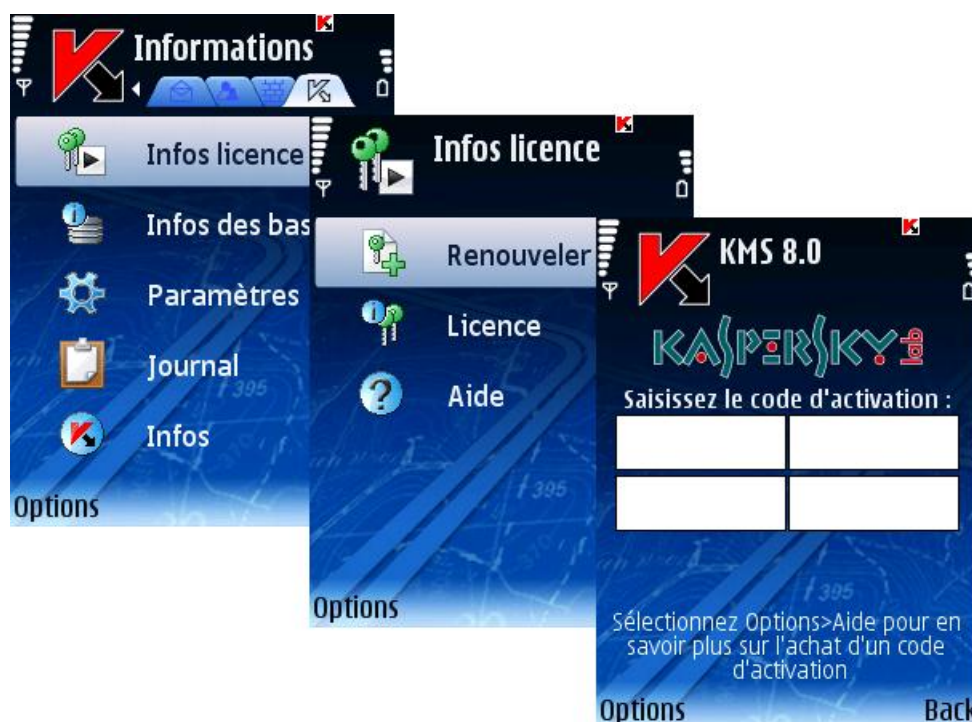 Informations
Infos licence
Infos des bas
Paramètres
Journal
Infos
Options
Infos licence
Renouveler
Licence
Aide
Options
KMS 8.0
KASPERSKY lab
Saisissez le code d'activation :
Sélectionnez Options>Aide pour en
savoir plus sur l'achat d'un code
d'activation
Options
Back